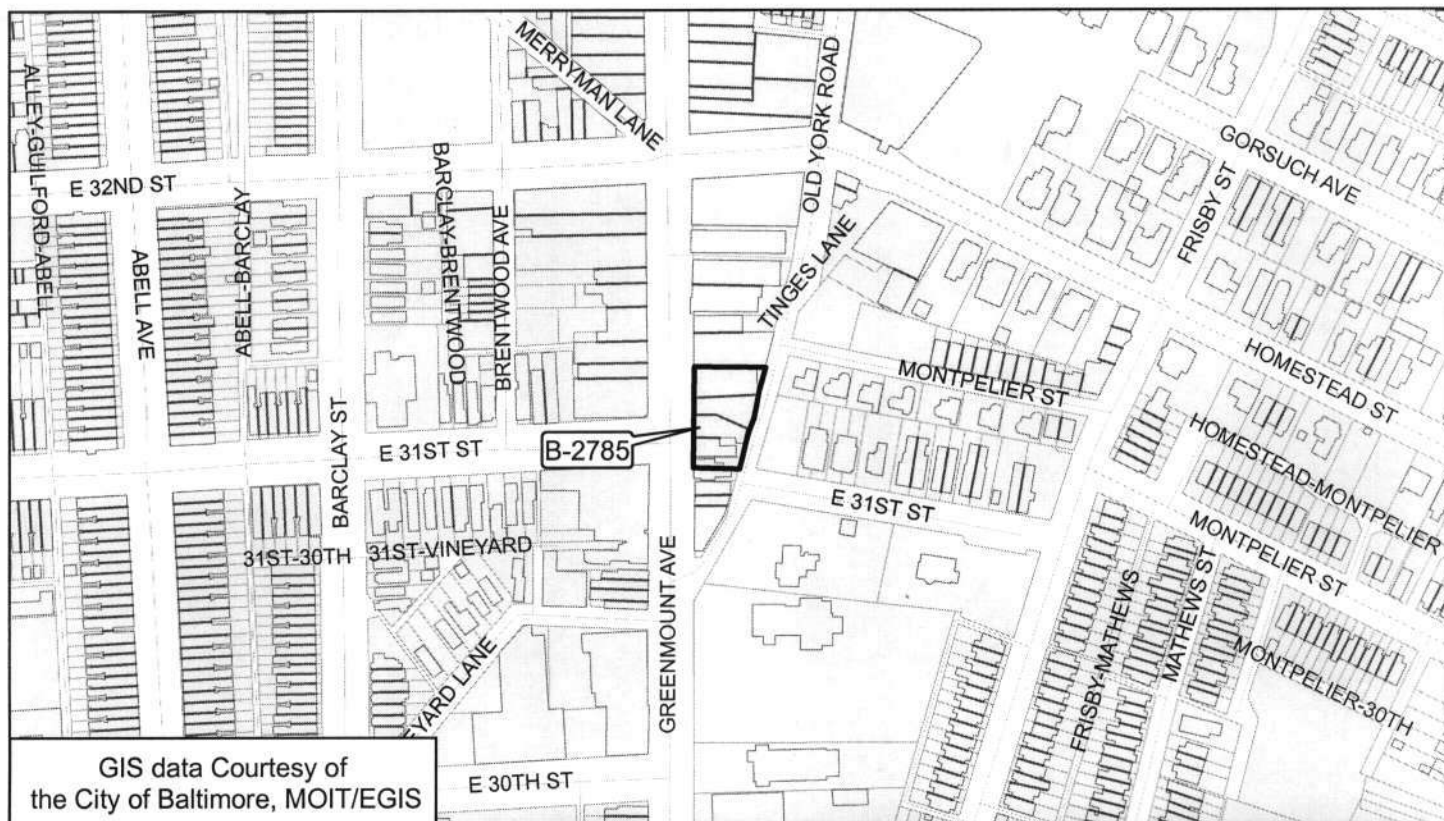 MERRYMAN LANE
OLD YORK ROAD
ALLEY-GUILFORD-ABELL
GORSUCH AVE
E 32ND ST
ABELL AVE
ABELL-BARCLAY
BARCLAY-BRENTWOOD
BRENTWOOD AVE
TINGES LANE
FRISBY ST
BARCLAY ST
E 31ST ST
B-2785
MONTPELIER ST
HOMESTEAD ST
HOMESTEAD-MONTPELIER
E 31ST ST
31ST-30TH
31ST-VINEYARD
GREENMOUNT AVE
MONTPELIER ST
FRISBY-MATHEWS
MATHEWS ST
MONTPELIER-30TH
EYARD LANE
E 30TH ST
GIS data Courtesy of
the City of Baltimore, MOIT/EGIS